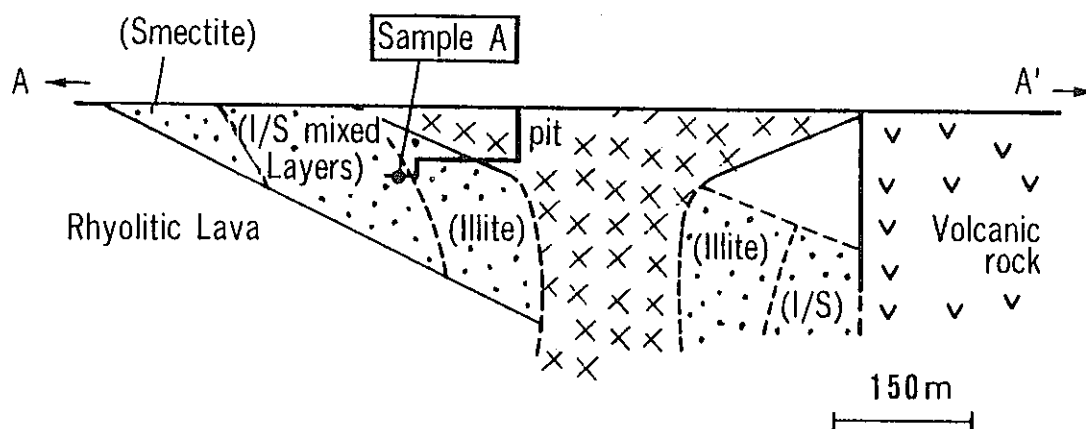 (Smectite)
Sample A
A
A'
(I/S mixed
Layers)
pit
Rhyolitic Lava
(Illite)
(Illite)
(I/S)
Volcanic
rock
150m